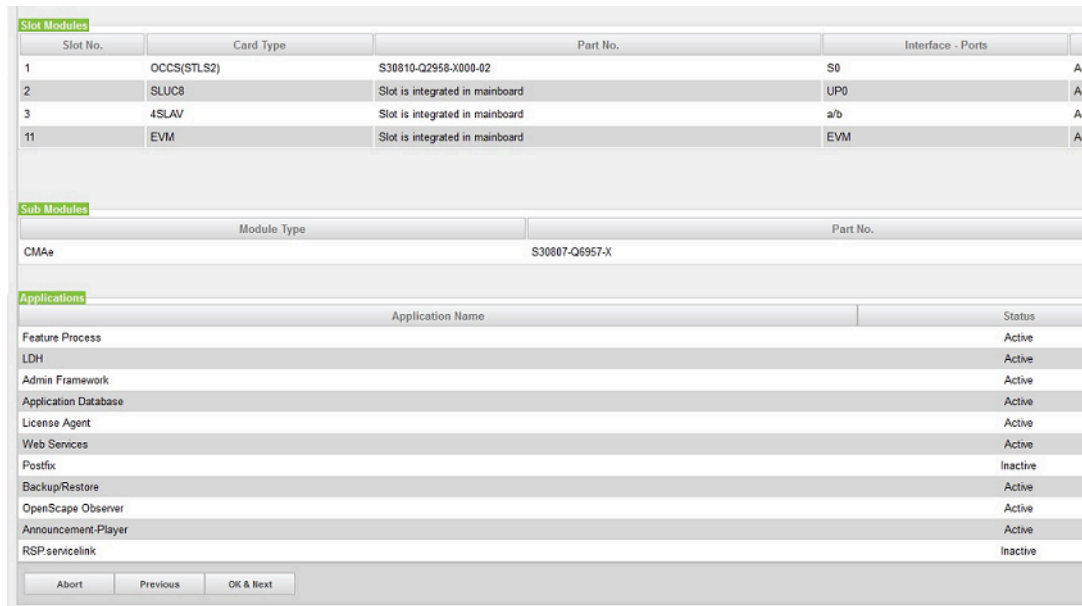 Slot Modules
Slot No. Card Type Part No. Interface - Ports
1 OCCS(STLS2) S30810-Q2958-X000-02 S0 A
2 SLUC8 Slot is integrated in mainboard UP0 A
3 4SLAV Slot is integrated in mainboard a/b A
11 EVM Slot is integrated in mainboard EVM A
Sub Modules
Module Type Part No.
CMAe S30807-Q6957-X
Applications
Application Name Status
Feature Process Active
LDH Active
Admin Framework Active
Application Database Active
License Agent Active
Web Services Active
Postfix Inactive
Backup/Restore Active
OpenScape Observer Active
Announcement-Player Active
RSP.servicelink Inactive
Abort Previous OK & Next